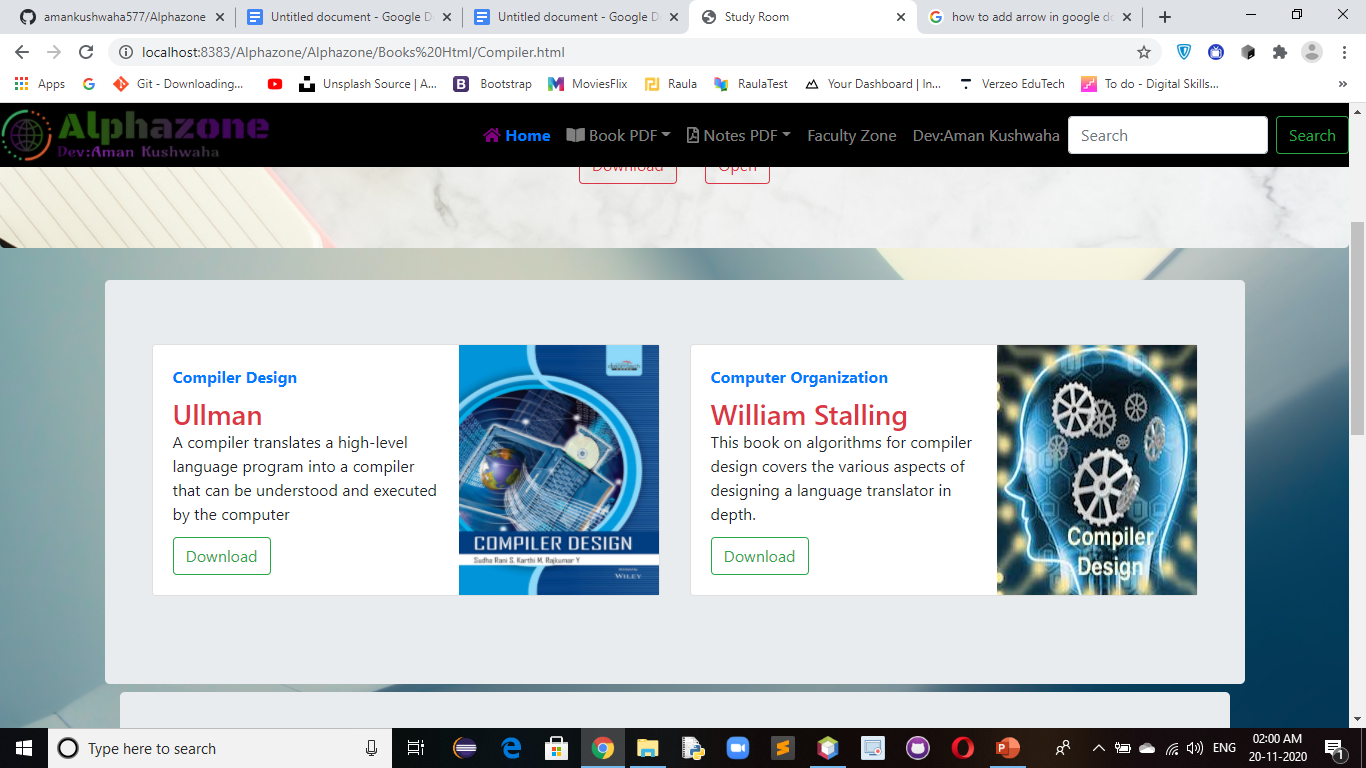 amankushwaha577/Alphazone
Untitled document - Google D
Untitled document - Google D
Study Room
how to add arrow in google do
localhost:8383/Alphazone/Alphazone/Books%20Html/Compiler.html
Apps
Git - Downloading...
Unsplash Source | A...
Bootstrap
MoviesFlix
Raula
RaulaTest
Your Dashboard | In...
Verzeo EduTech
To do - Digital Skills...
»
Alphazone
Dev:Aman Kushwaha
Home
Book PDF
Notes PDF
Faculty Zone
Dev:Aman Kushwaha
Search
Search
Download
Open
Compiler Design
Ullman
A compiler translates a high-level
language program into a compiler
that can be understood and executed
by the computer
Download
COMPILER DESIGN
Sudha Rani S. Karthi M. Rajkumar Y
WILEY
Computer Organization
William Stalling
This book on algorithms for compiler
design covers the various aspects of
designing a language translator in
depth.
Download
Compiler
Design
Type here to search
ENG
02:00 AM
20-11-2020
1